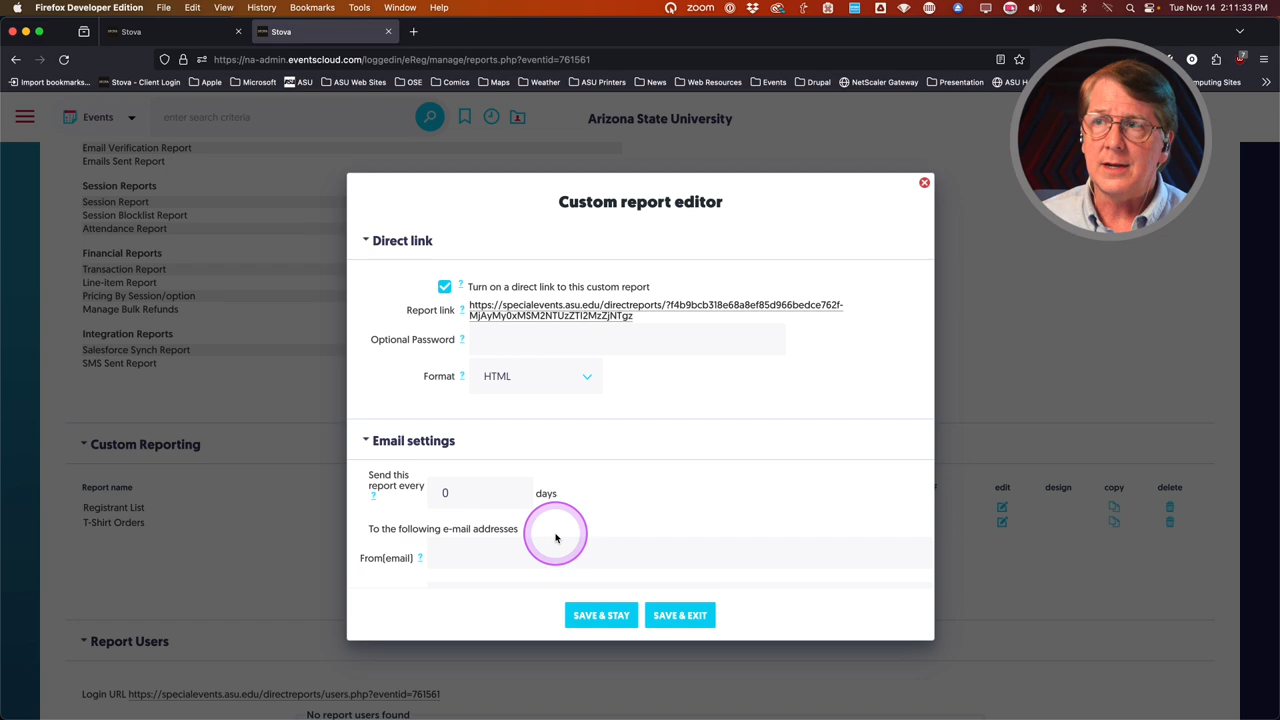 Firefox Developer Edition File Edit View History Bookmarks Tools Window Help zoom Tue Nov 14 2:11:33 PM
Stova
Stova
https://na-admin.eventscloud.com/loggedin/eReg/manage/reports.php?eventid=761561
Import bookmarks... Stova - Client Login Apple Microsoft ASU Web Sites OSE Comics Maps Weather ASU Printers News Web Resources Events Drupal NetScaler Gateway Presentation ASU H
Events enter search criteria Arizona State University
Email Verification Report
Emails Sent Report
Session Reports
Session Report
Session Blocklist Report
Attendance Report
Financial Reports
Transaction Report
Line-item Report
Pricing By Session/option
Manage Bulk Refunds
Integration Reports
Salesforce Synch Report
SMS Sent Report
Custom report editor
Direct link
? Turn on a direct link to this custom report
Report link ? https://specialevents.asu.edu/directreports/?f4b9bcb318e68a8ef85d966bedce762f-
MjAyMy0xMSM2NTUzZTI2MzZjNTgz
Optional Password ?
Format ? HTML
Email settings
Send this
report every
? 0 days
To the following e-mail addresses
From(email) ?
SAVE & STAY SAVE & EXIT
Custom Reporting
Report name edit design copy delete
Registrant List
T-Shirt Orders
Report Users
Login URL https://specialevents.asu.edu/directreports/users.php?eventid=761561
No report users found